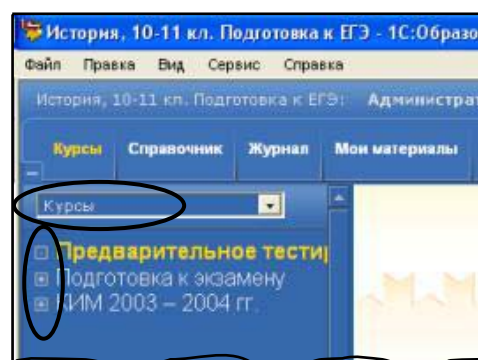 История, 10-11 кл. Подготовка к ЕГЭ - 1С:Образо
Файл Правка Вид Сервис Справка
История, 10-11 кл. Подготовка к ЕГЭ: Администрат
Курсы Справочник Журнал Мои материалы
Курсы
Предварительное тестир
Подготовка к экзамену
КИМ 2003 – 2004 гг.